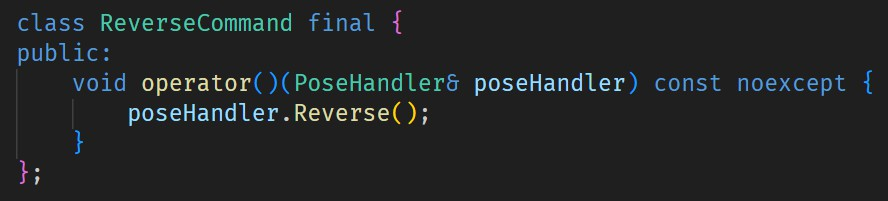 class ReverseCommand final {
public:
    void operator()(PoseHandler& poseHandler) const noexcept {
        poseHandler.Reverse();
    }
};